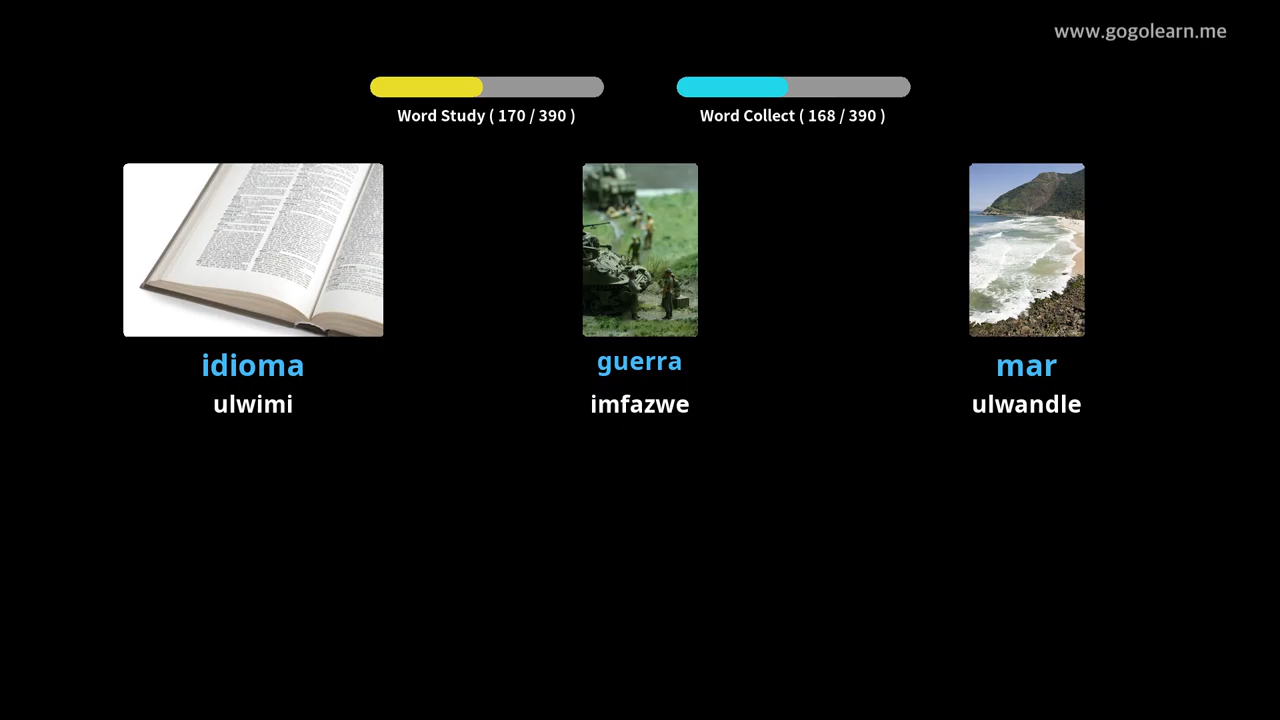 www.gogolearn.me
Word Study ( 170 / 390 )
Word Collect ( 168 / 390 )
idioma
ulwimi
guerra
imfazwe
mar
ulwandle